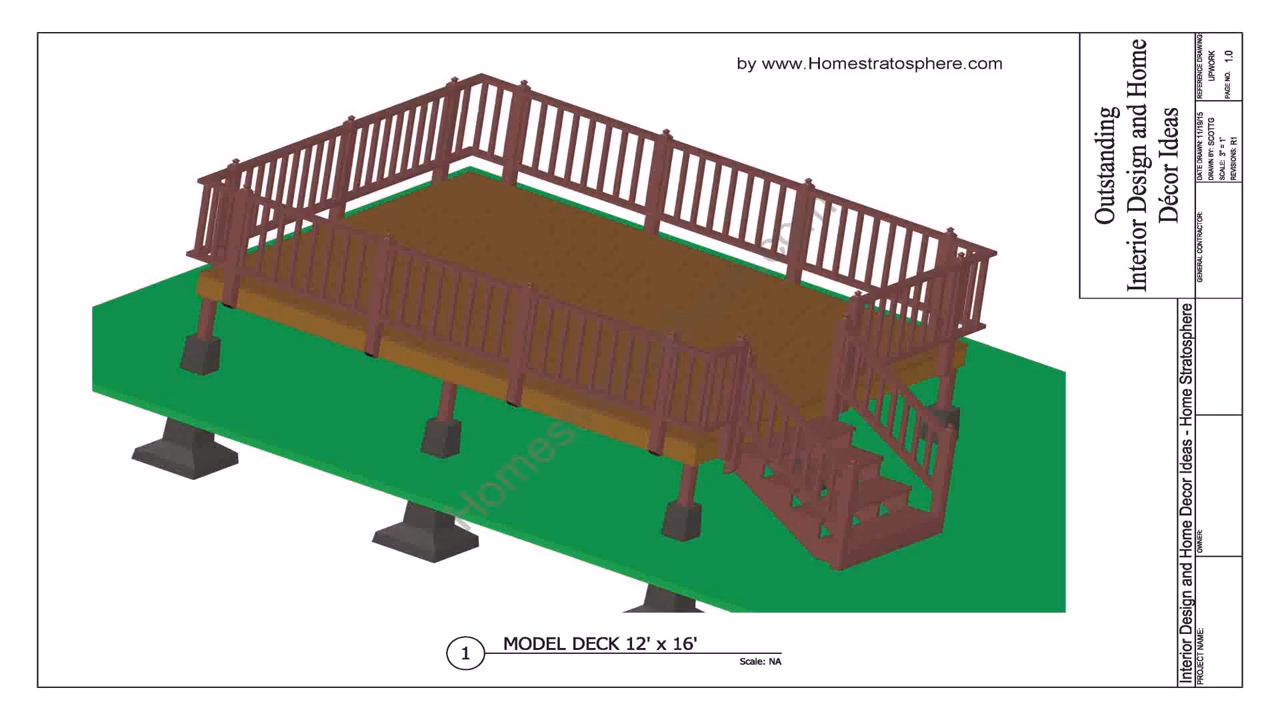 by www.Homestratosphere.com
Outstanding
Interior Design and Home
Décor Ideas
REFERENCE DRAWING:
UPWORK
PAGE NO. 1.0
DATE DRAWN: 11/19/15
DRAWN BY: SCOTTG
SCALE: 3" = 1'
REVISIONS: R1
GENERAL CONTRACTOR:
Interior Design and Home Decor Ideas - Home Stratosphere
OWNER:
PROJECT NAME:
1
MODEL DECK 12' x 16'
Scale: NA